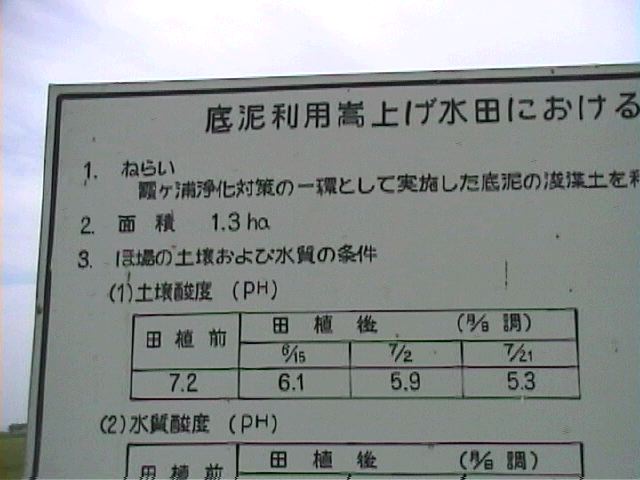 底泥利用嵩上げ水田における
1. ねらい
霞ヶ浦浄化対策の一環として実施した底泥の浚渫土を利
2. 面積 1.3 ha
3. ほ場の土壌および水質の条件
(1) 土壌酸度 (PH)
田植前 田植後 (月/日 調)
6/15 7/2 7/21
7.2 6.1 5.9 5.3
(2) 水質酸度 (PH)
田植前 田植後 (月/日 調)